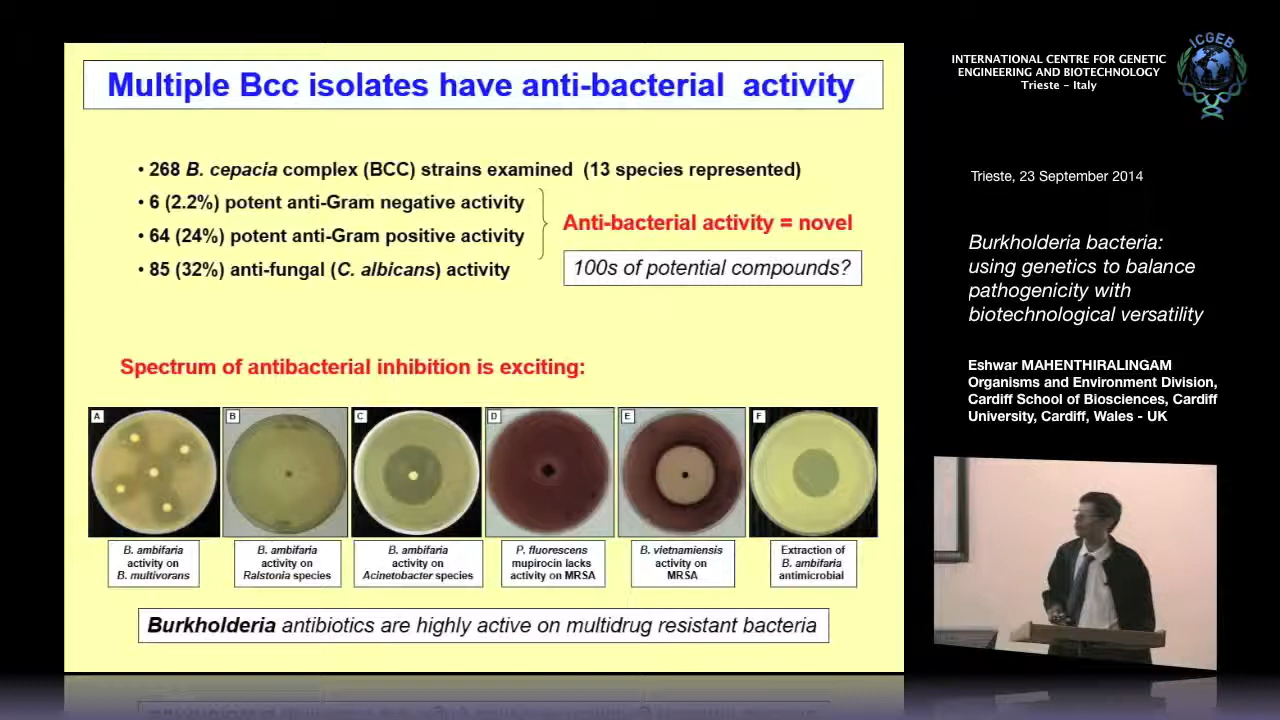 Multiple Bcc isolates have anti-bacterial activity
• 268 B. cepacia complex (BCC) strains examined (13 species represented)
• 6 (2.2%) potent anti-Gram negative activity
• 64 (24%) potent anti-Gram positive activity
• 85 (32%) anti-fungal (C. albicans) activity
Anti-bacterial activity = novel
100s of potential compounds?
Spectrum of antibacterial inhibition is exciting:
A
B
C
D
E
F
B. ambifaria
activity on
B. multivorans
B. ambifaria
activity on
Ralstonia species
B. ambifaria
activity on
Acinetobacter species
P. fluorescens
mupirocin lacks
activity on MRSA
B. vietnamiensis
activity on
MRSA
Extraction of
B. ambifaria
antimicrobial
Burkholderia antibiotics are highly active on multidrug resistant bacteria
INTERNATIONAL CENTRE FOR GENETIC
ENGINEERING AND BIOTECHNOLOGY
Trieste - Italy
ICGEB
Trieste, 23 September 2014
Burkholderia bacteria:
using genetics to balance
pathogenicity with
biotechnological versatility
Eshwar MAHENTHIRALINGAM
Organisms and Environment Division,
Cardiff School of Biosciences, Cardiff
University, Cardiff, Wales - UK